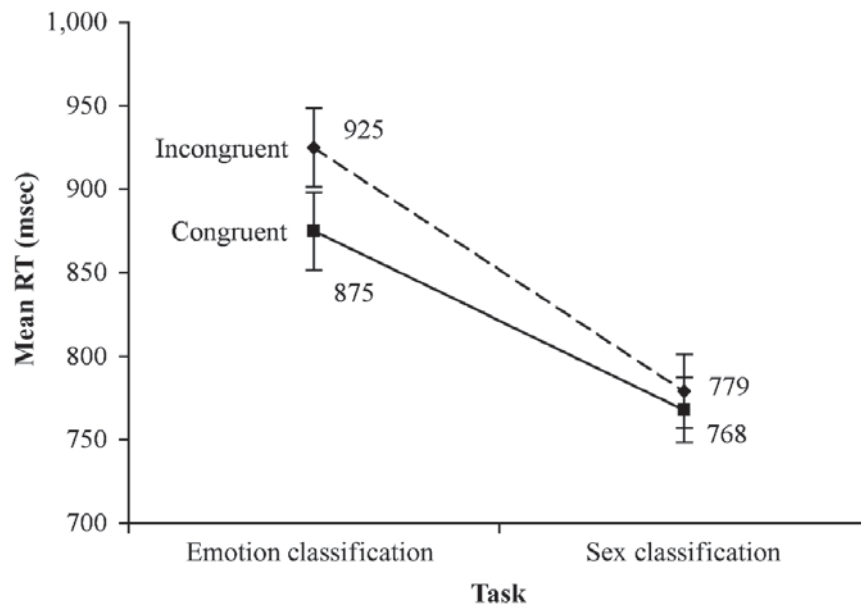 1,000
950
900
850
800
750
700
Mean RT (msec)
Incongruent
925
Congruent
875
779
768
Emotion classification
Sex classification
Task